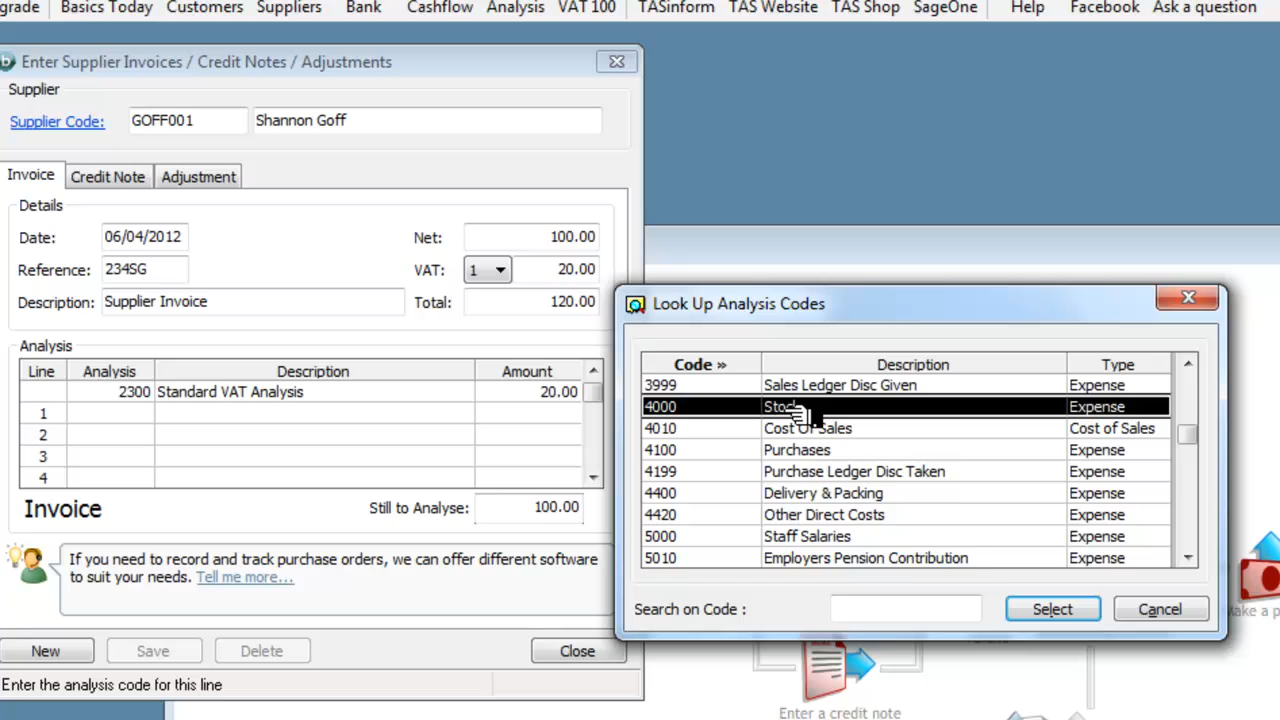 grade Basics Today Customers Suppliers Bank Cashflow Analysis VAT 100 TASinform TAS Website TAS Shop SageOne Help Facebook Ask a question
Enter Supplier Invoices / Credit Notes / Adjustments
Supplier
Supplier Code: GOFF001 Shannon Goff
Invoice Credit Note Adjustment
Details
Date: 06/04/2012 Net: 100.00
Reference: 234SG VAT: 1 20.00
Description: Supplier Invoice Total: 120.00
Analysis
Line Analysis Description Amount
2300 Standard VAT Analysis 20.00
1
2
3
4
Invoice Still to Analyse: 100.00
If you need to record and track purchase orders, we can offer different software
to suit your needs. Tell me more...
New Save Delete Close
Enter the analysis code for this line
Look Up Analysis Codes
Code » Description Type
3999 Sales Ledger Disc Given Expense
4000 Stock Expense
4010 Cost Of Sales Cost of Sales
4100 Purchases Expense
4199 Purchase Ledger Disc Taken Expense
4400 Delivery & Packing Expense
4420 Other Direct Costs Expense
5000 Staff Salaries Expense
5010 Employers Pension Contribution Expense
Search on Code : Select Cancel
Make a p
Enter a credit note